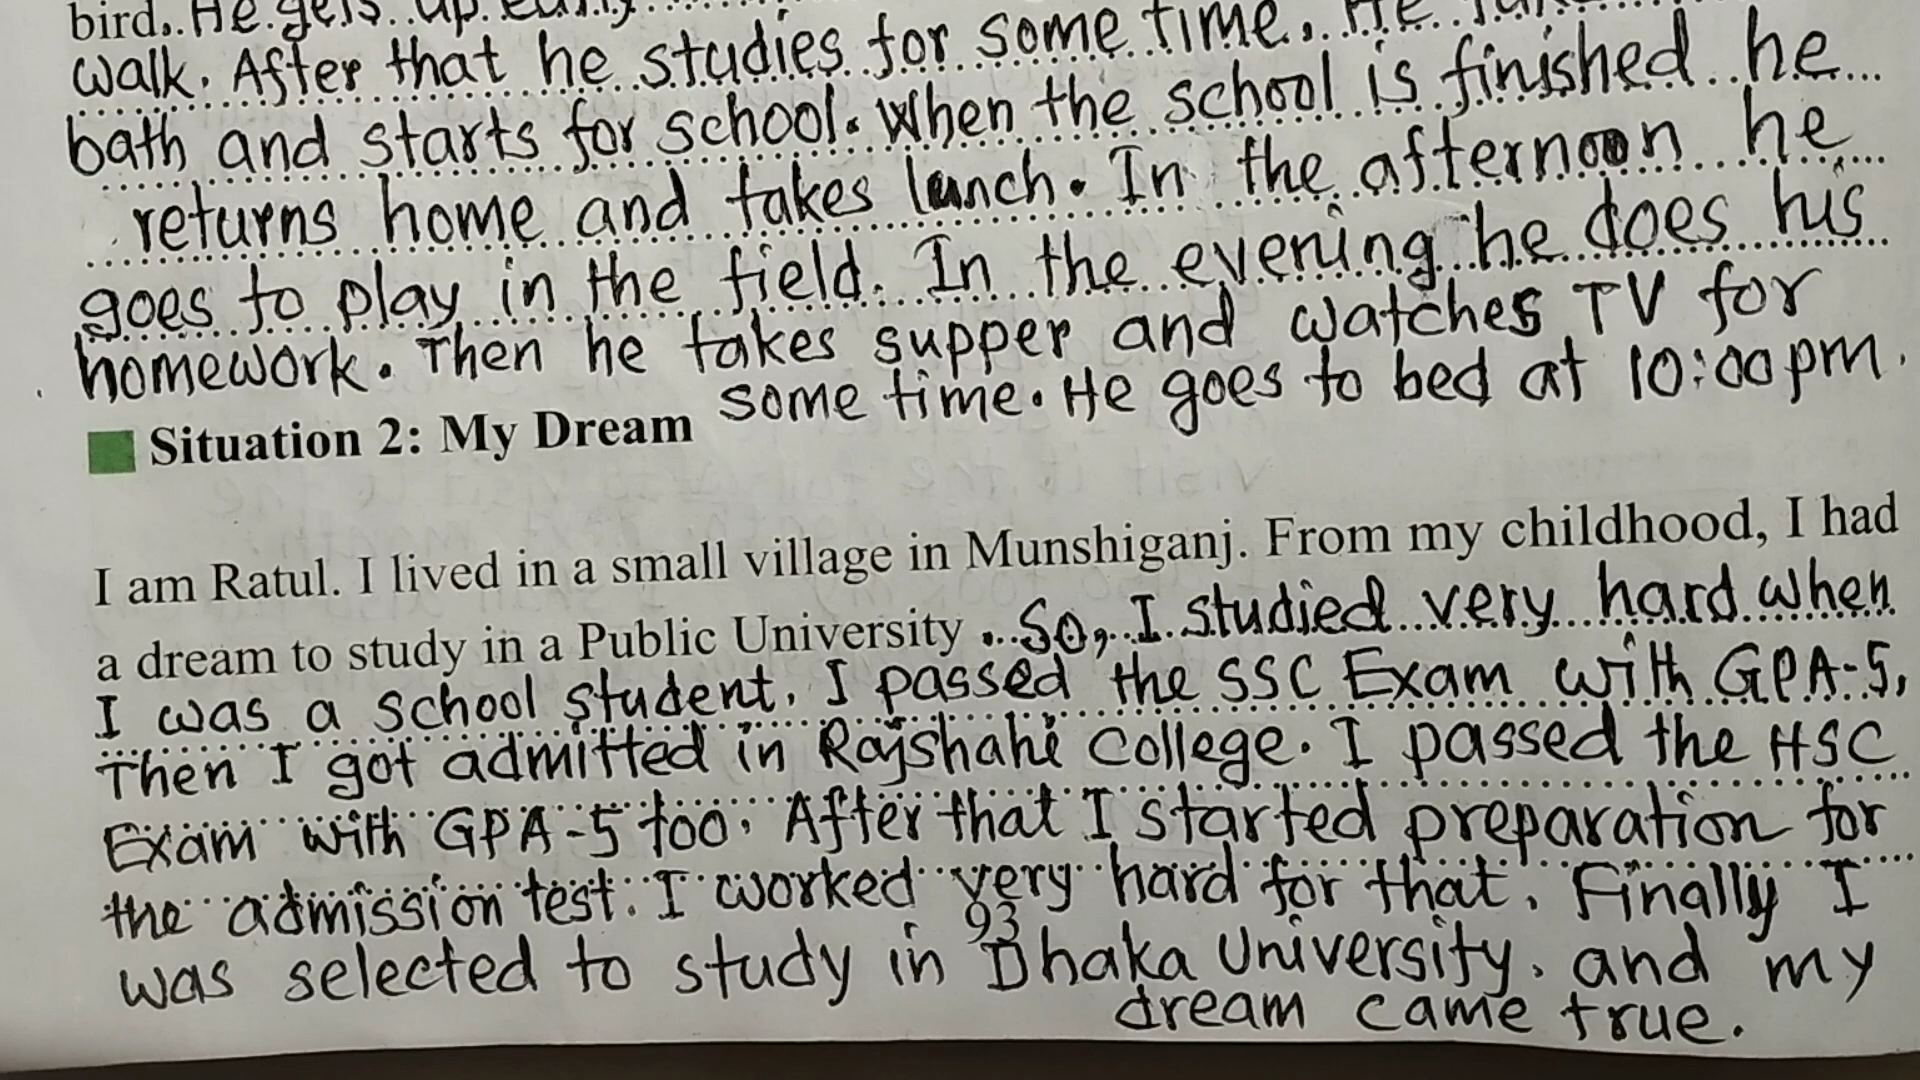 bird. He gets up early
walk. After that he studies for some time. He
bath and starts for school. When the school is finished he
returns home and takes lunch. In the afternoon he
goes to play in the field. In the evening he does his
homework. Then he takes supper and watches TV for
some time. He goes to bed at 10:00pm.
Situation 2: My Dream
I am Ratul. I lived in a small village in Munshiganj. From my childhood, I had
a dream to study in a Public University. So, I studied very hard when
I was a school student. I passed the SSC Exam with GPA-5,
Then I got admitted in Rajshahi College. I passed the HSC
Exam with GPA-5 too. After that I started preparation for
the admission test. I worked very hard for that. Finally I
93
was selected to study in Dhaka University. and my
dream came true.